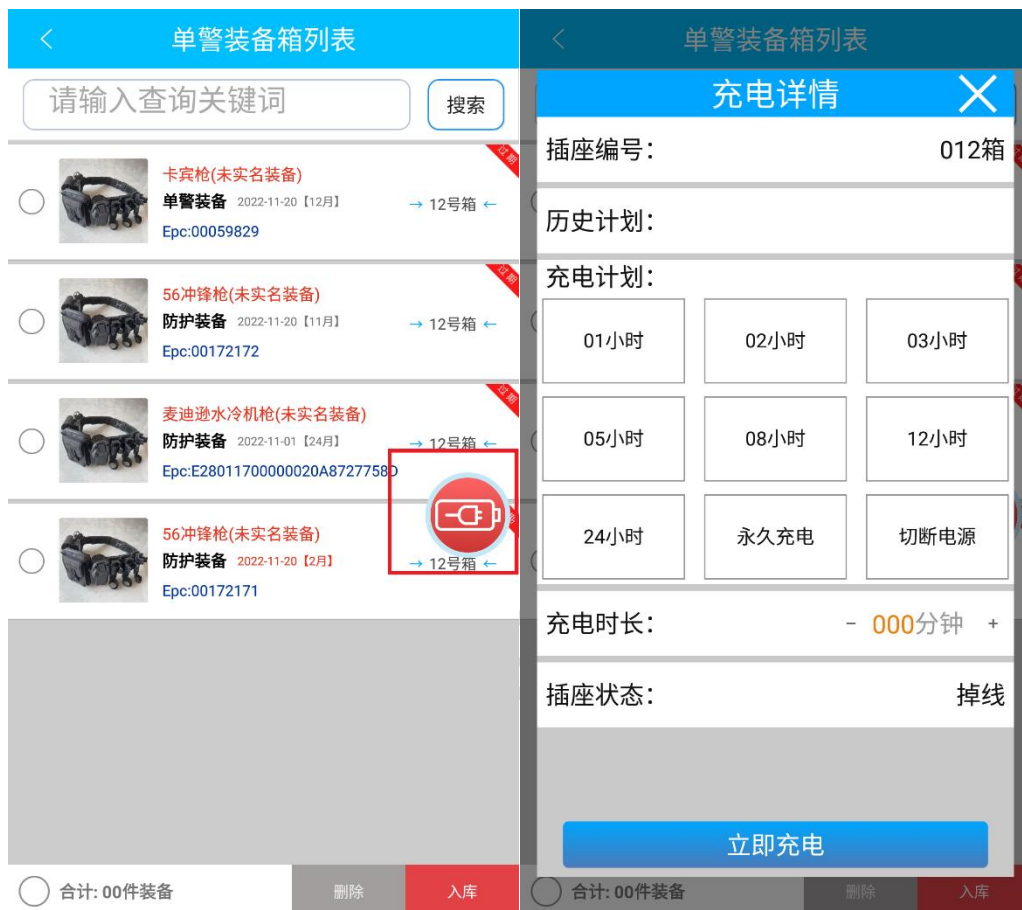 单警装备箱列表
请输入查询关键词
搜索
过期
卡宾枪(未实名装备)
单警装备 2022-11-20【12月】
→ 12号箱 ←
Epc:00059829
过期
56冲锋枪(未实名装备)
防护装备 2022-11-20【11月】
→ 12号箱 ←
Epc:00172172
过期
麦迪逊水冷机枪(未实名装备)
防护装备 2022-11-01【24月】
→ 12号箱 ←
Epc:E28011700000020A8727758D
56冲锋枪(未实名装备)
防护装备 2022-11-20【2月】
→ 12号箱 ←
Epc:00172171
合计: 00件装备
删除
入库
单警装备箱列表
充电详情
插座编号:
012箱
历史计划:
充电计划:
01小时
02小时
03小时
05小时
08小时
12小时
24小时
永久充电
切断电源
充电时长:
- 000分钟 +
插座状态:
掉线
立即充电
合计: 00件装备
删除
入库